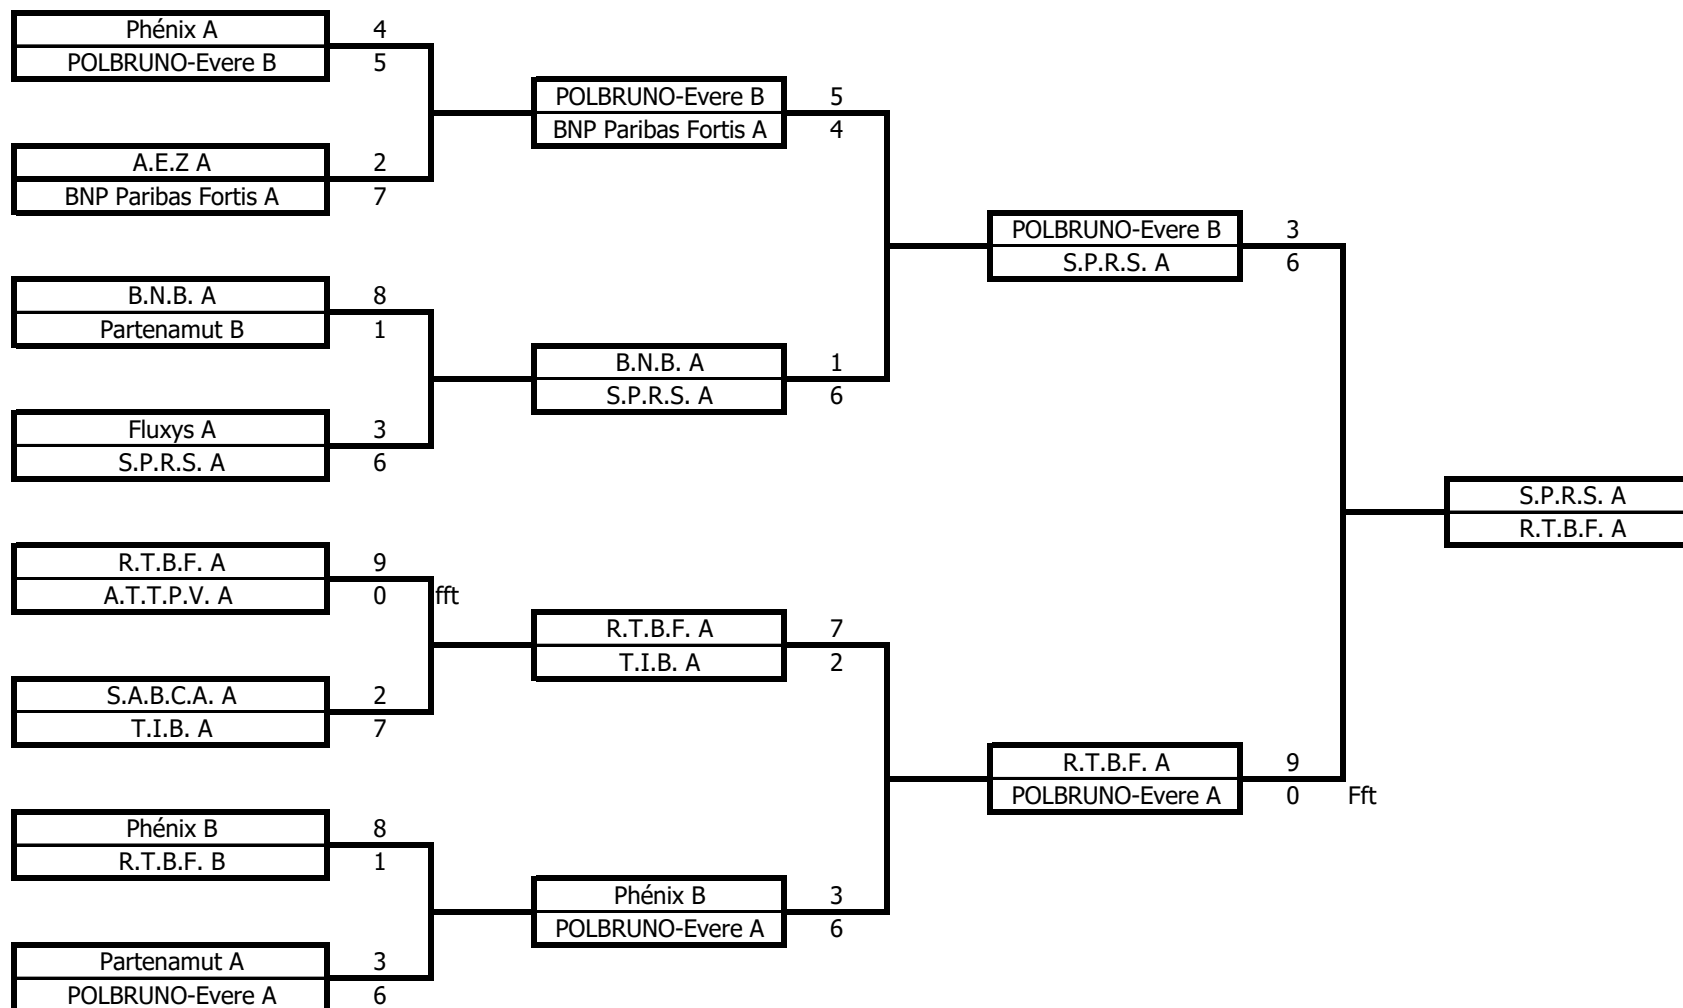 Phénix A 4
POLBRUNO-Evere B 5
A.E.Z A 2
BNP Paribas Fortis A 7
B.N.B. A 8
Partenamut B 1
Fluxys A 3
S.P.R.S. A 6
R.T.B.F. A 9
A.T.T.P.V. A 0 fft
S.A.B.C.A. A 2
T.I.B. A 7
Phénix B 8
R.T.B.F. B 1
Partenamut A 3
POLBRUNO-Evere A 6
POLBRUNO-Evere B 5
BNP Paribas Fortis A 4
B.N.B. A 1
S.P.R.S. A 6
R.T.B.F. A 7
T.I.B. A 2
Phénix B 3
POLBRUNO-Evere A 6
POLBRUNO-Evere B 3
S.P.R.S. A 6
R.T.B.F. A 9
POLBRUNO-Evere A 0 Fft
S.P.R.S. A
R.T.B.F. A